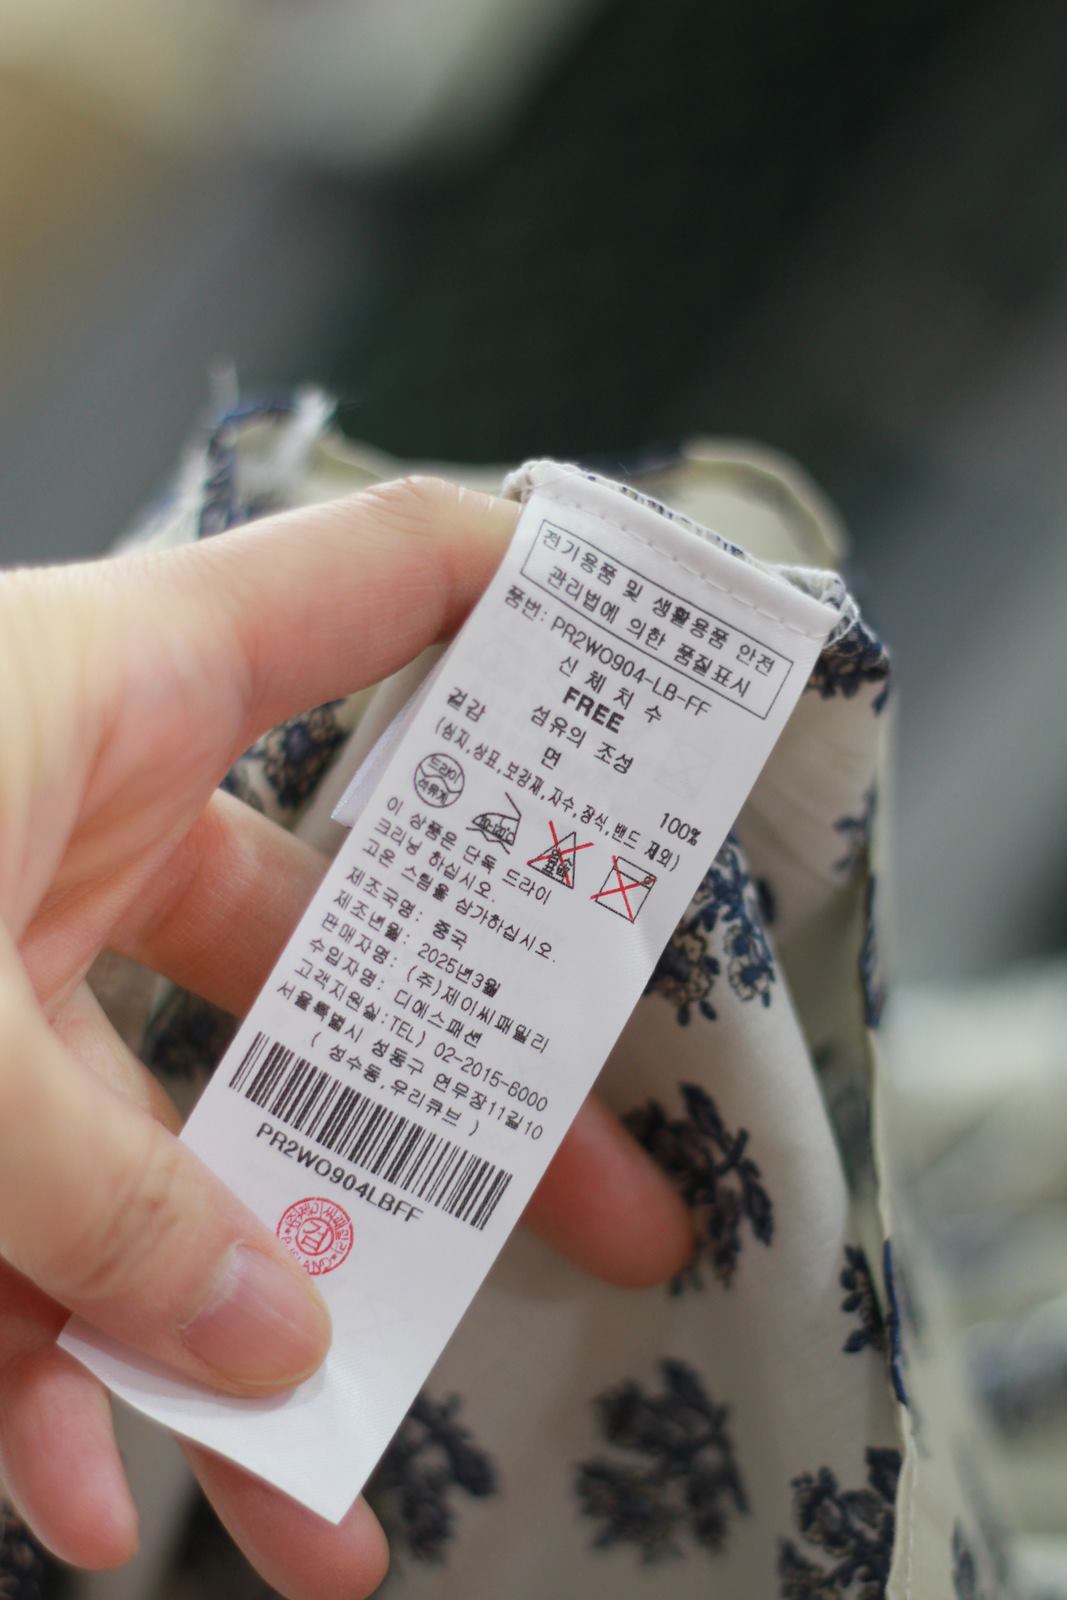 전기용품 및 생활용품 안전
관리법에 의한 품질표시
품번: PR2WO904-LB-FF
신 체 치 수
FREE
섬유의 조성
겉감 면 100%
(심지,상표,보강재,자수,장식,밴드 제외)
드라이
석유계
염소
표백
이 상품은 단독 드라이
크리닝 하십시오.
고온 스팀을 삼가하십시오.
제조국명: 중국
제조년월: 2025년3월
판매자명: (주)제이씨패밀리
수입자명: 디에스패션
고객지원실:TEL) 02-2015-6000
서울특별시 성동구 연무장11길10
( 성수동,우리큐브 )
PR2WO904LBFF
검